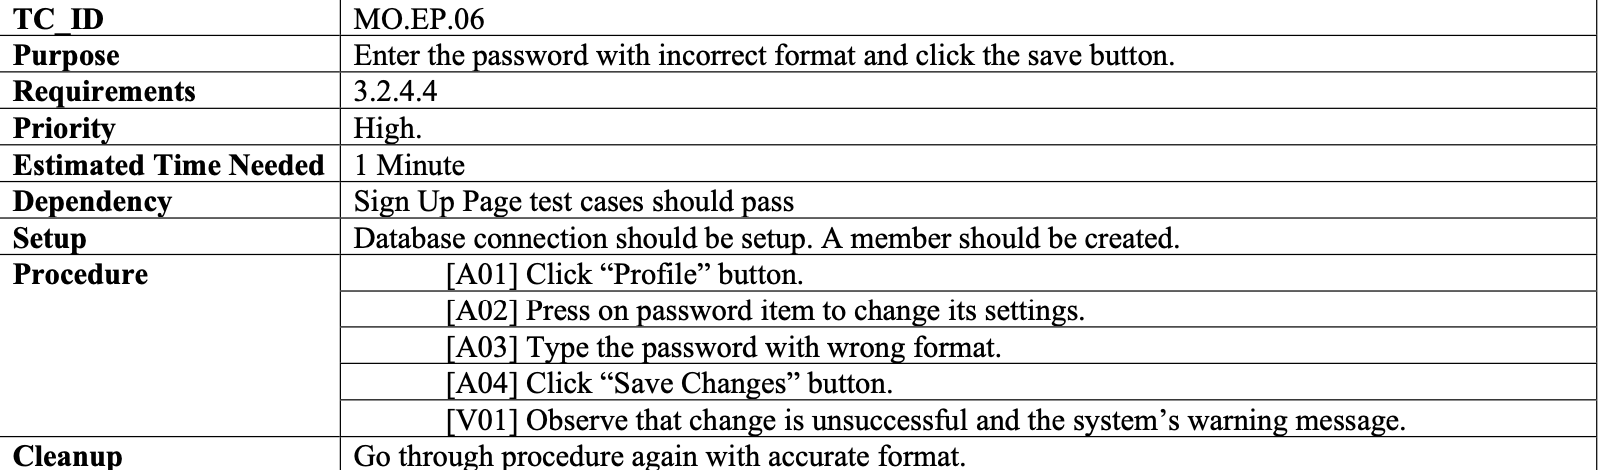 TC_ID MO.EP.06
Purpose Enter the password with incorrect format and click the save button.
Requirements 3.2.4.4
Priority High.
Estimated Time Needed 1 Minute
Dependency Sign Up Page test cases should pass
Setup Database connection should be setup. A member should be created.
Procedure [A01] Click “Profile” button.
[A02] Press on password item to change its settings.
[A03] Type the password with wrong format.
[A04] Click “Save Changes” button.
[V01] Observe that change is unsuccessful and the system’s warning message.
Cleanup Go through procedure again with accurate format.